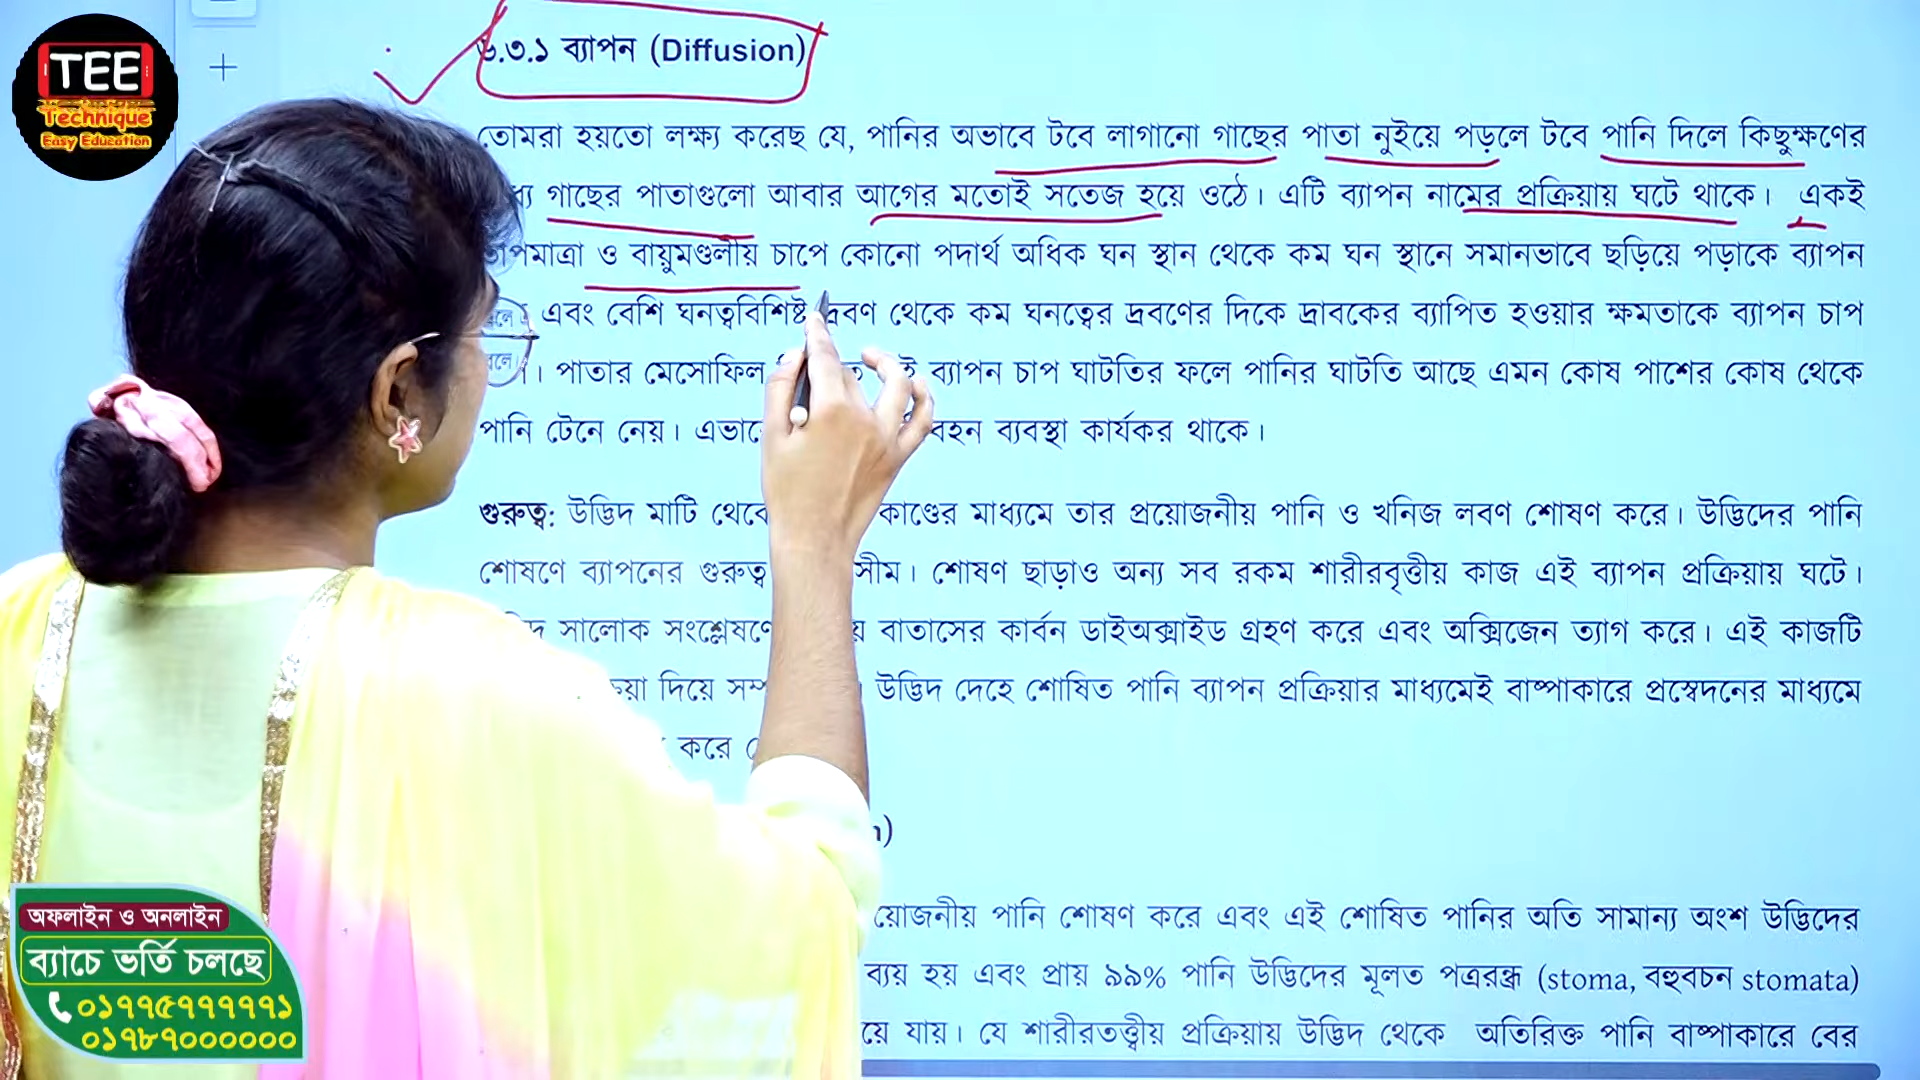 TEE
Technique
Easy Education
৬.৩.১ ব্যাপন (Diffusion)
তোমরা হয়তো লক্ষ্য করেছ যে, পানির অভাবে টবে লাগানো গাছের পাতা নুইয়ে পড়লে টবে পানি দিলে কিছুক্ষণের
গাছের পাতাগুলো আবার আগের মতোই সতেজ হয়ে ওঠে। এটি ব্যাপন নামের প্রক্রিয়ায় ঘটে থাকে। একই
তাপমাত্রা ও বায়ুমণ্ডলীয় চাপে কোনো পদার্থ অধিক ঘন স্থান থেকে কম ঘন স্থানে সমানভাবে ছড়িয়ে পড়াকে ব্যাপন
এবং বেশি ঘনত্ববিশিষ্ট দ্রবণ থেকে কম ঘনত্বের দ্রবণের দিকে দ্রাবকের ব্যাপিত হওয়ার ক্ষমতাকে ব্যাপন চাপ
। পাতার মেসোফিল ব্যাপন চাপ ঘাটতির ফলে পানির ঘাটতি আছে এমন কোষ পাশের কোষ থেকে
পানি টেনে নেয়। ব্যবস্থা কার্যকর থাকে।
গুরুত্ব: উদ্ভিদ মাটি কাণ্ডের মাধ্যমে তার প্রয়োজনীয় পানি ও খনিজ লবণ শোষণ করে। উদ্ভিদের পানি
শোষণে ব্যাপনের গুরুত্ব । শোষণ ছাড়াও অন্য সব রকম শারীরবৃত্তীয় কাজ এই ব্যাপন প্রক্রিয়ায় ঘটে।
সালোক বাতাসের কার্বন ডাইঅক্সাইড গ্রহণ করে এবং অক্সিজেন ত্যাগ করে। এই কাজটি
দিয়ে উদ্ভিদ দেহে শোষিত পানি ব্যাপন প্রক্রিয়ার মাধ্যমেই বাষ্পাকারে প্রস্বেদনের মাধ্যমে
করে
পানি শোষণ করে এবং এই শোষিত পানির অতি সামান্য অংশ উদ্ভিদের
ব্যয় হয় এবং প্রায় ৯৯% পানি উদ্ভিদের মূলত পত্ররন্ধ্র (stoma, বহুবচন stomata)
যায়। যে শারীরতত্ত্বীয় প্রক্রিয়ায় উদ্ভিদ থেকে অতিরিক্ত পানি বাষ্পাকারে বের
অফলাইন ও অনলাইন
ব্যাচে ভর্তি চলছে
০১৭৭৫৭৭৭৭৭১
০১৭৮৭০০০০০০